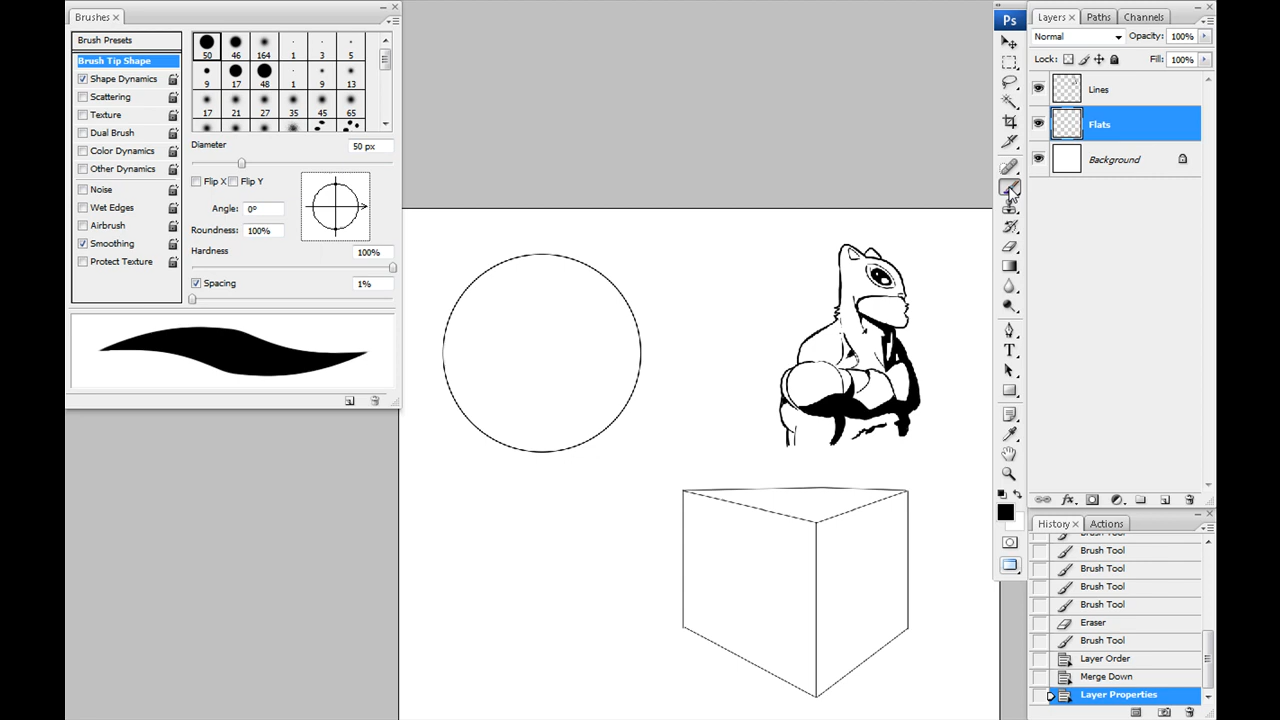 Brushes ×
Brush Presets
Brush Tip Shape
Shape Dynamics
Scattering
Texture
Dual Brush
Color Dynamics
Other Dynamics
Noise
Wet Edges
Airbrush
Smoothing
Protect Texture
50 46 164 1 3 5
9 17 48 1 9 13
17 21 27 35 45 65
Diameter 50 px
Flip X Flip Y
Angle: 0º
Roundness: 100%
Hardness 100%
Spacing 1%
Ps
T
Layers × Paths Channels
Normal Opacity: 100%
Lock: Fill: 100%
Lines
Flats
Background
fx
History × Actions
Brush Tool
Brush Tool
Brush Tool
Brush Tool
Brush Tool
Eraser
Brush Tool
Layer Order
Merge Down
Layer Properties